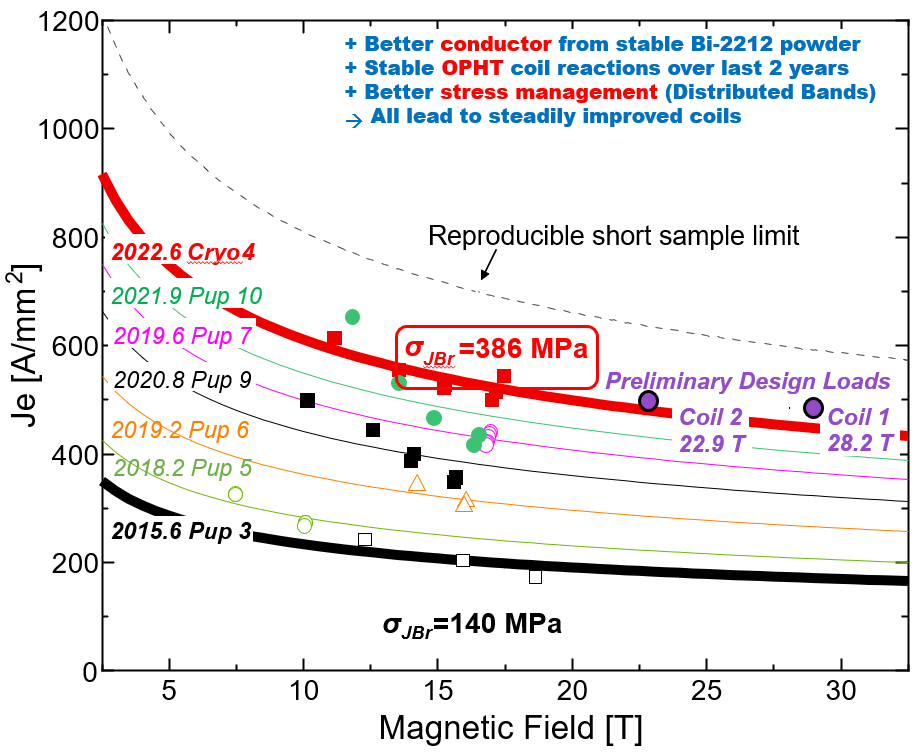 1200
1000
800
600
400
200
0
Je [A/mm²]
+ Better conductor from stable Bi-2212 powder
+ Stable OPHT coil reactions over last 2 years
+ Better stress management (Distributed Bands)
→ All lead to steadily improved coils
Reproducible short sample limit
2022.6 Cryo4
2021.9 Pup 10
2019.6 Pup 7
2020.8 Pup 9
2019.2 Pup 6
2018.2 Pup 5
2015.6 Pup 3
σJBr=386 MPa
Preliminary Design Loads
Coil 2
22.9 T
Coil 1
28.2 T
σJBr=140 MPa
5 10 15 20 25 30
Magnetic Field [T]